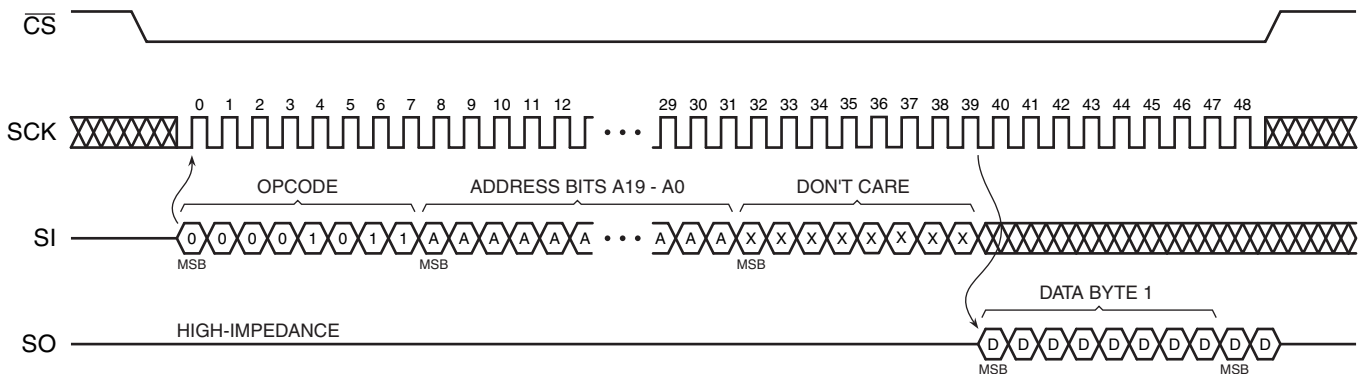 CS
0 1 2 3 4 5 6 7 8 9 10 11 12 29 30 31 32 33 34 35 36 37 38 39 40 41 42 43 44 45 46 47 48
SCK
OPCODE ADDRESS BITS A19 - A0 DON'T CARE
SI 0 0 0 0 1 0 1 1 A A A A A A A A A X X X X X X X X
MSB MSB MSB
DATA BYTE 1
HIGH-IMPEDANCE
SO D D D D D D D D D D
MSB MSB